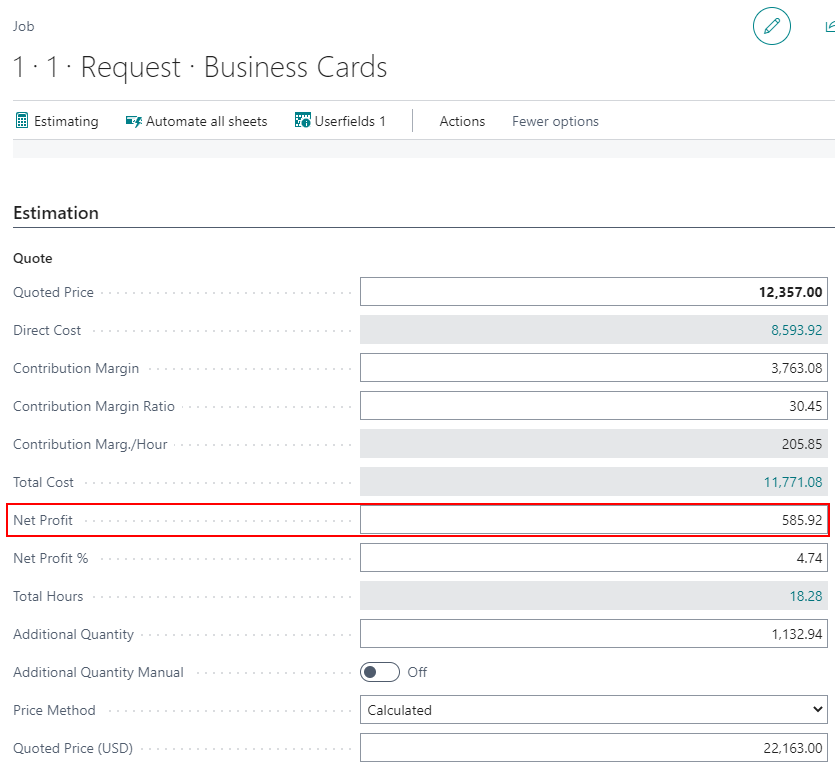 Job
1 · 1 · Request · Business Cards
Estimating Automate all sheets Userfields 1 Actions Fewer options
Estimation
Quote
Quoted Price 12,357.00
Direct Cost 8,593.92
Contribution Margin 3,763.08
Contribution Margin Ratio 30.45
Contribution Marg./Hour 205.85
Total Cost 11,771.08
Net Profit 585.92
Net Profit % 4.74
Total Hours 18.28
Additional Quantity 1,132.94
Additional Quantity Manual Off
Price Method Calculated
Quoted Price (USD) 22,163.00